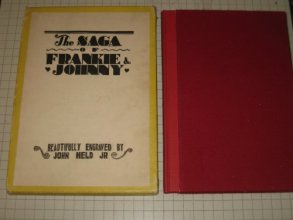 The SAGA
OF
FRANKIE &
JOHNNY
BEAUTIFULLY ENGRAVED BY
JOHN HELD JR